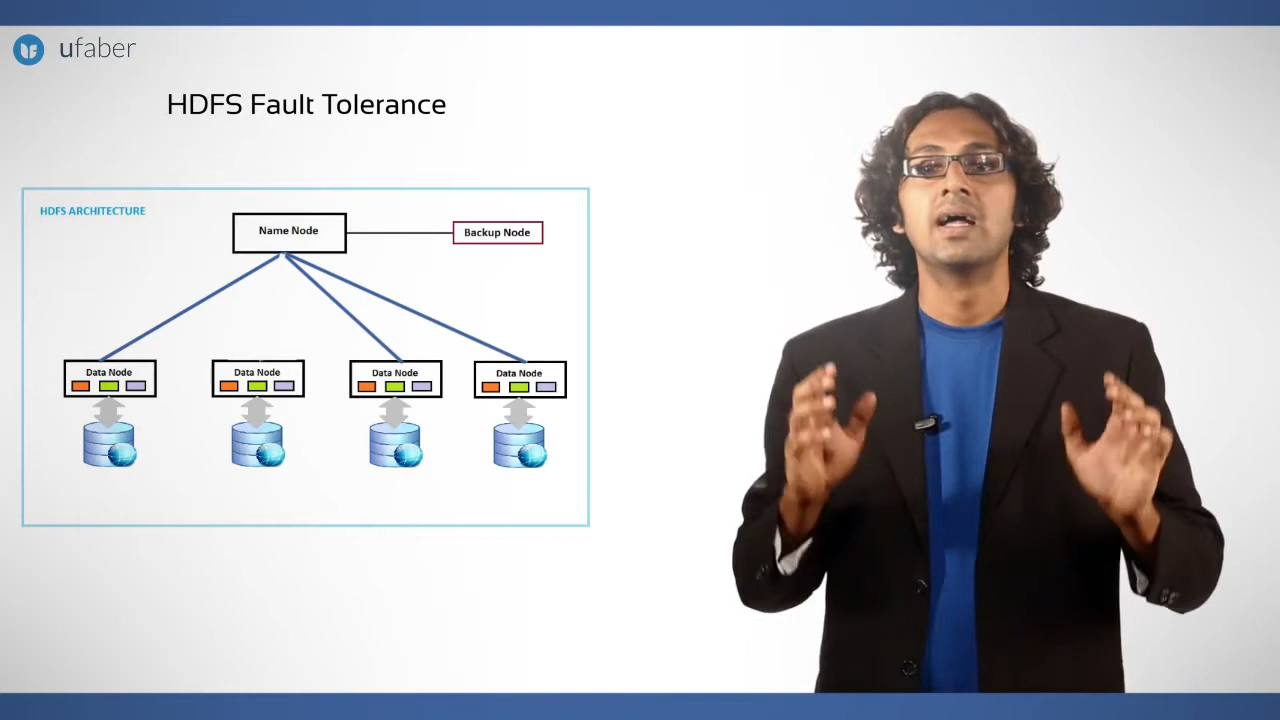 ufaber
HDFS Fault Tolerance
HDFS ARCHITECTURE
Name Node
Backup Node
Data Node
Data Node
Data Node
Data Node